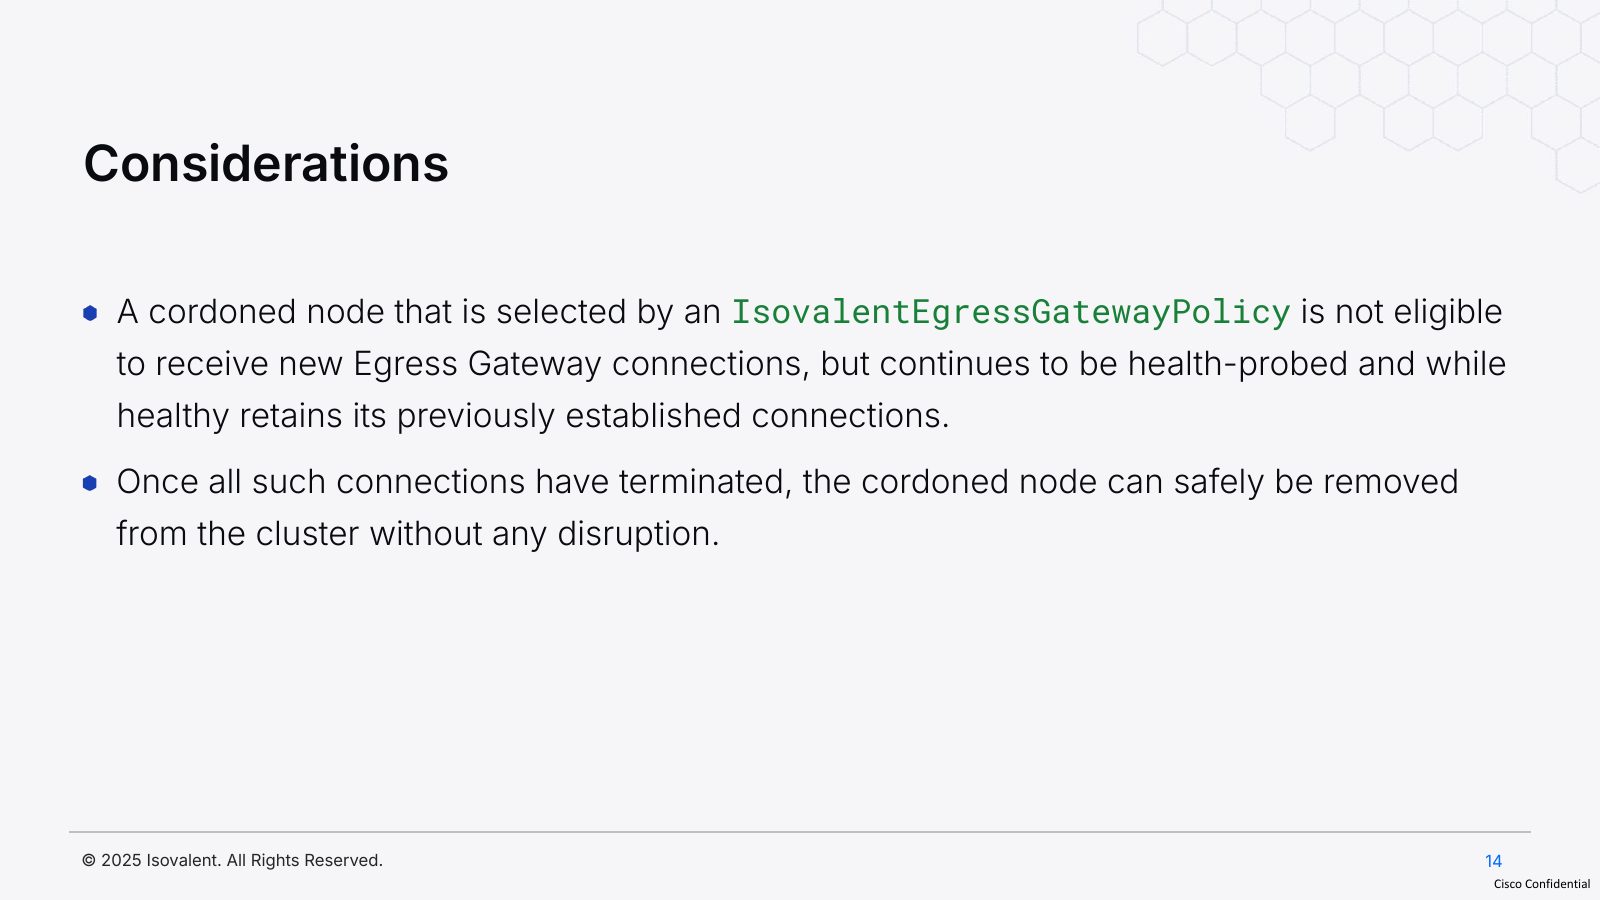 Considerations
A cordoned node that is selected by an IsovalentEgressGatewayPolicy is not eligible
to receive new Egress Gateway connections, but continues to be health-probed and while
healthy retains its previously established connections.
Once all such connections have terminated, the cordoned node can safely be removed
from the cluster without any disruption.
© 2025 Isovalent. All Rights Reserved.
14
Cisco Confidential